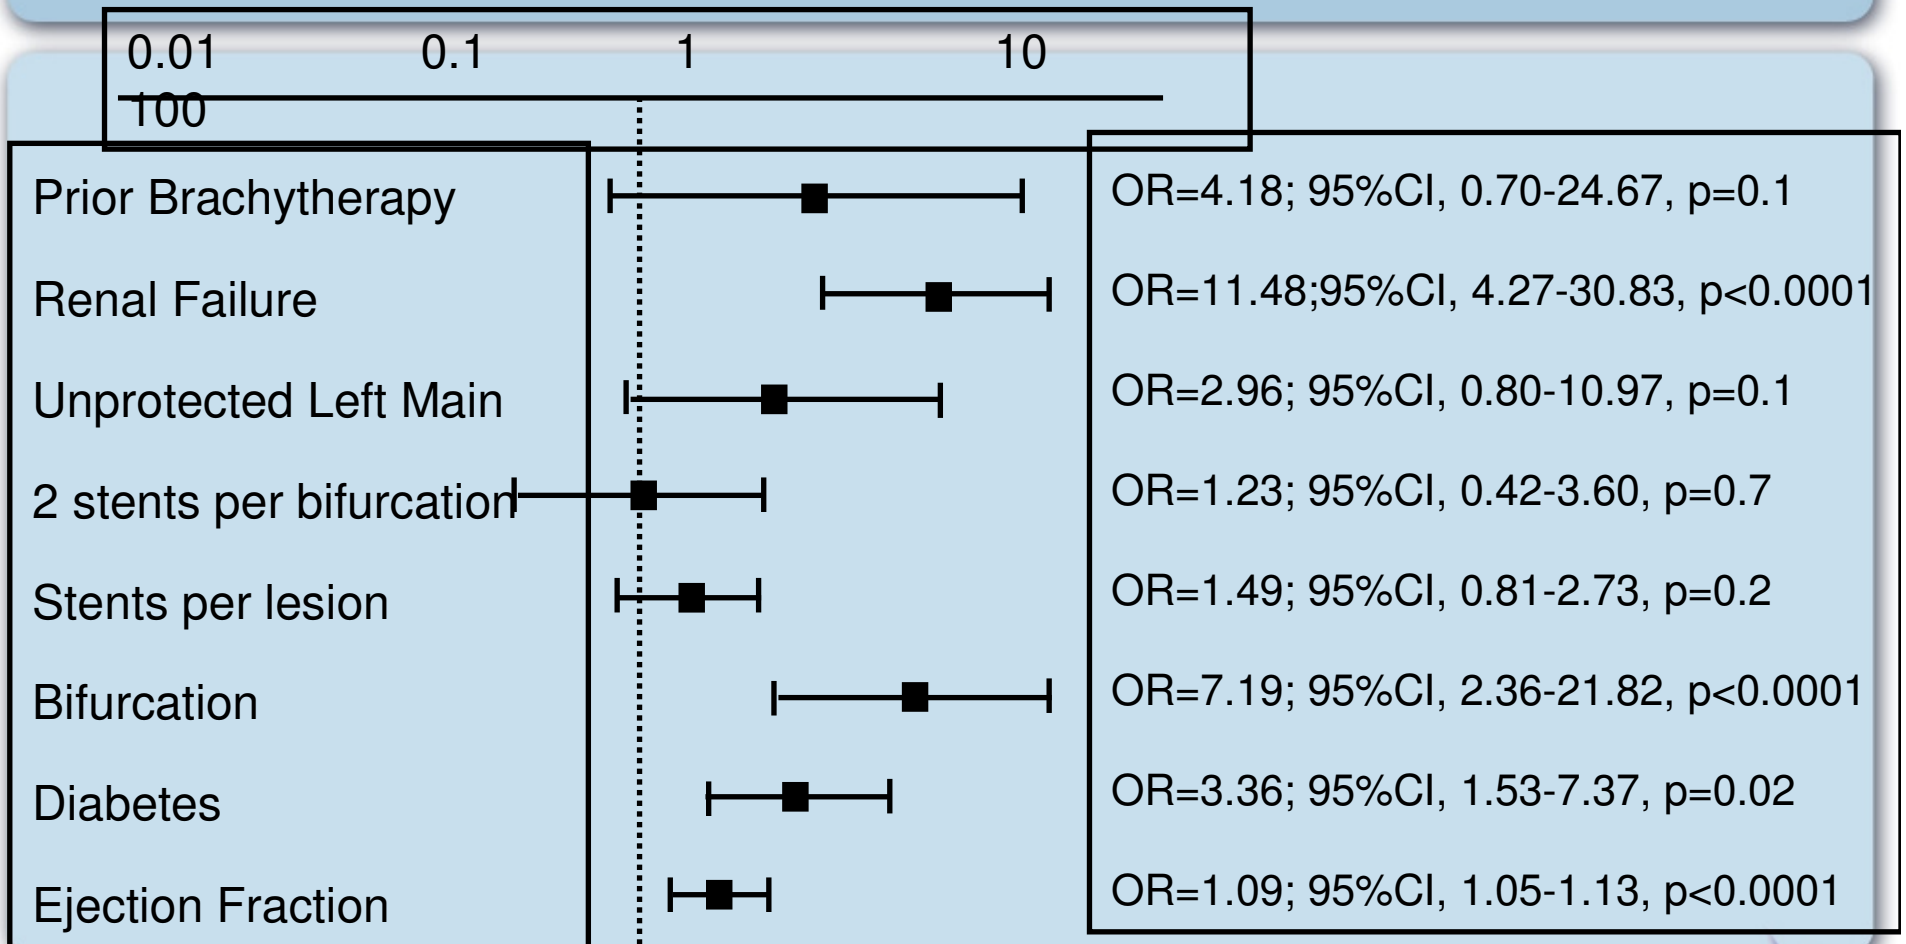 0.01 0.1 1 10
100
Prior Brachytherapy OR=4.18; 95%CI, 0.70-24.67, p=0.1
Renal Failure OR=11.48;95%CI, 4.27-30.83, p<0.0001
Unprotected Left Main OR=2.96; 95%CI, 0.80-10.97, p=0.1
2 stents per bifurcation OR=1.23; 95%CI, 0.42-3.60, p=0.7
Stents per lesion OR=1.49; 95%CI, 0.81-2.73, p=0.2
Bifurcation OR=7.19; 95%CI, 2.36-21.82, p<0.0001
Diabetes OR=3.36; 95%CI, 1.53-7.37, p=0.02
Ejection Fraction OR=1.09; 95%CI, 1.05-1.13, p<0.0001